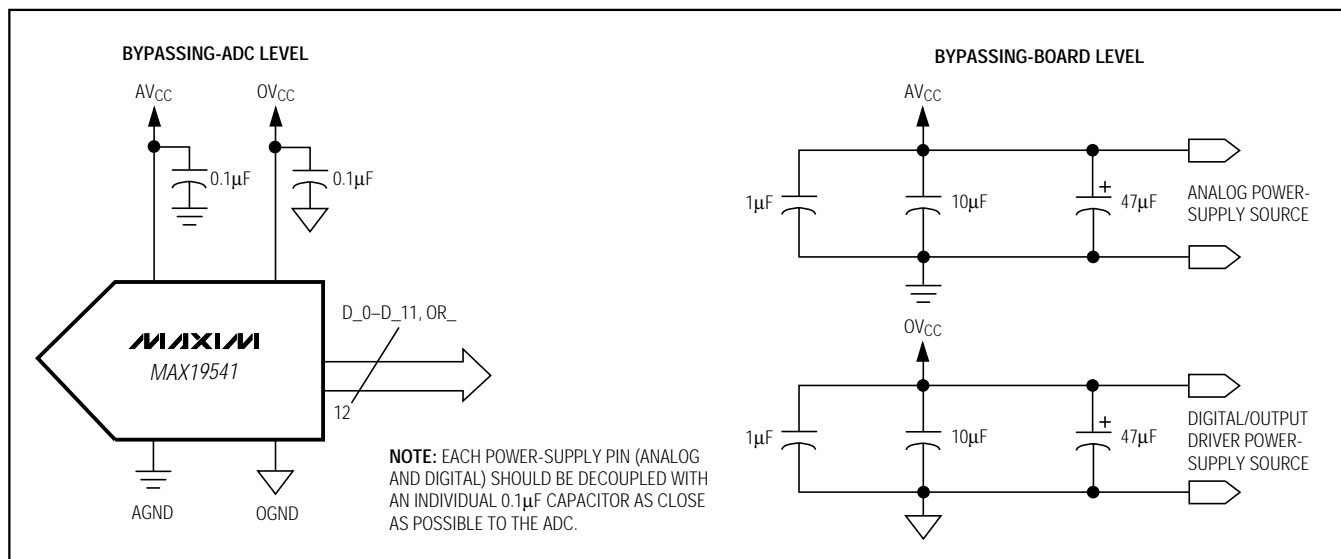 BYPASSING-ADC LEVEL
AVCC
OVCC
0.1µF
0.1µF
MAXIM
MAX19541
D_0–D_11, OR_
12
AGND
OGND
NOTE: EACH POWER-SUPPLY PIN (ANALOG
AND DIGITAL) SHOULD BE DECOUPLED WITH
AN INDIVIDUAL 0.1µF CAPACITOR AS CLOSE
AS POSSIBLE TO THE ADC.
BYPASSING-BOARD LEVEL
AVCC
1µF
10µF
+
47µF
ANALOG POWER-
SUPPLY SOURCE
OVCC
1µF
10µF
+
47µF
DIGITAL/OUTPUT
DRIVER POWER-
SUPPLY SOURCE